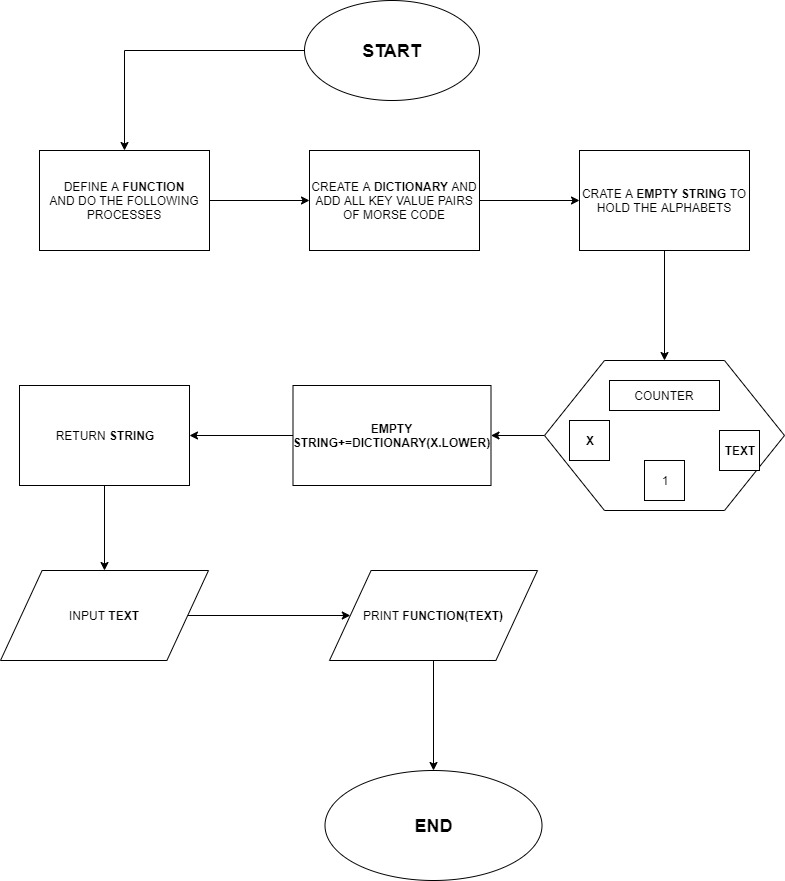 START
DEFINE A FUNCTION
AND DO THE FOLLOWING
PROCESSES
CREATE A DICTIONARY AND
ADD ALL KEY VALUE PAIRS
OF MORSE CODE
CRATE A EMPTY STRING TO
HOLD THE ALPHABETS
COUNTER
X
TEXT
1
EMPTY
STRING+=DICTIONARY(X.LOWER)
RETURN STRING
INPUT TEXT
PRINT FUNCTION(TEXT)
END